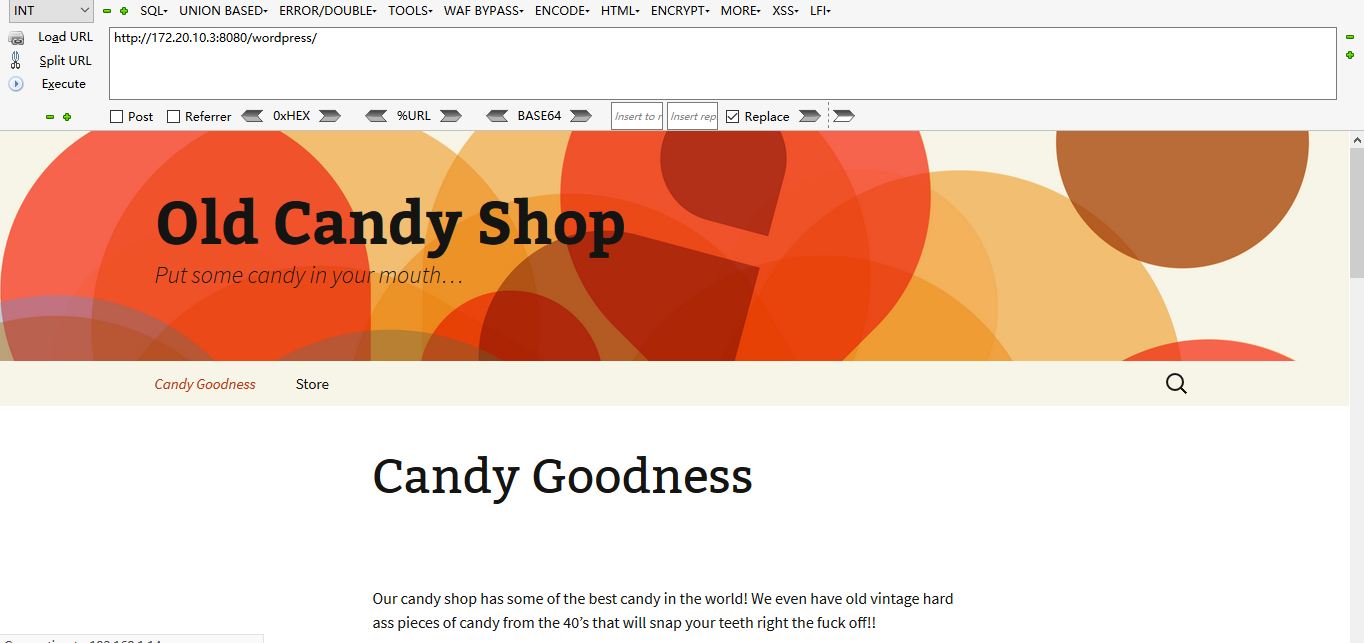 INT SQL UNION BASED ERROR/DOUBLE TOOLS WAF BYPASS ENCODE HTML ENCRYPT MORE XSS LFI
Load URL
http://172.20.10.3:8080/wordpress/
Split URL
Execute
Post Referrer 0xHEX %URL BASE64 Insert to r Insert rep Replace
Old Candy Shop
Put some candy in your mouth…
Candy Goodness Store
Candy Goodness
Our candy shop has some of the best candy in the world! We even have old vintage hard
ass pieces of candy from the 40’s that will snap your teeth right the fuck off!!